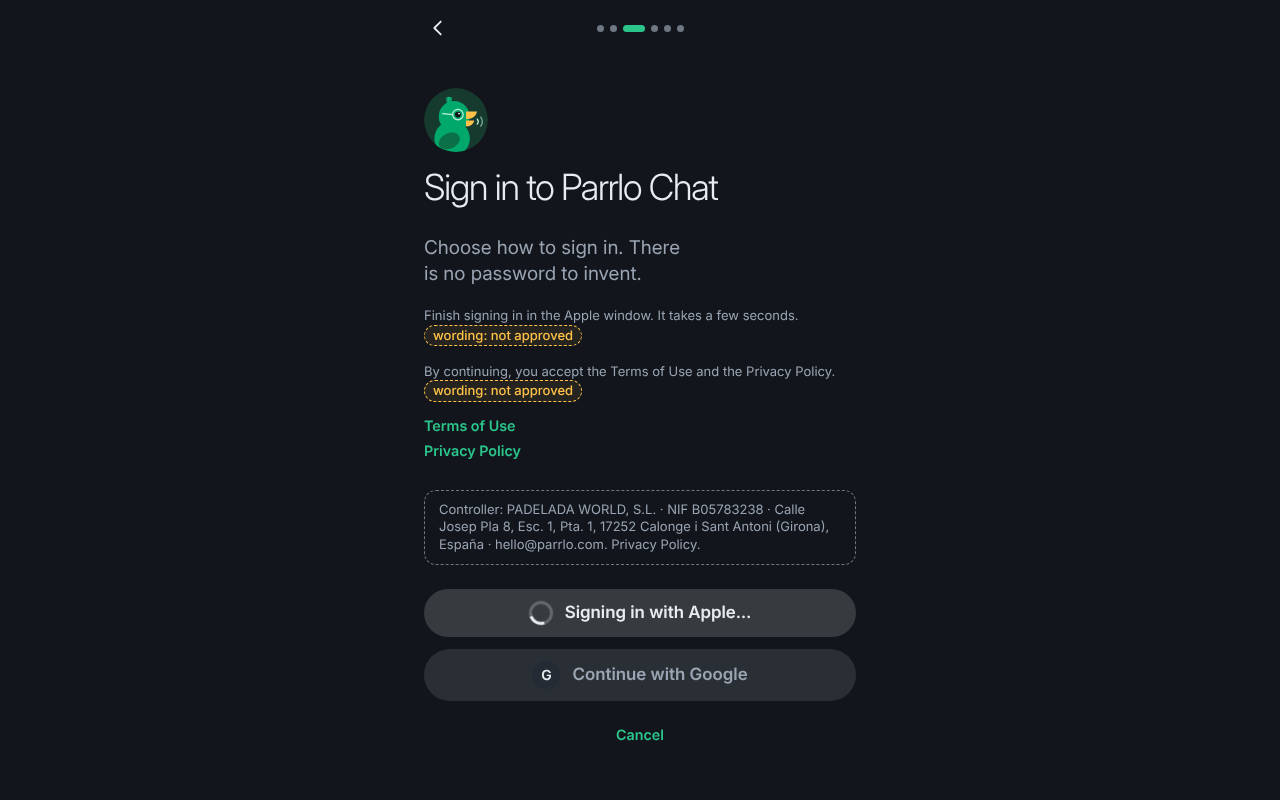 Sign in to Parrlo Chat
Choose how to sign in. There
is no password to invent.
Finish signing in in the Apple window. It takes a few seconds.
wording: not approved
By continuing, you accept the Terms of Use and the Privacy Policy.
wording: not approved
Terms of Use
Privacy Policy
Controller: PADELADA WORLD, S.L. · NIF B05783238 · Calle
Josep Pla 8, Esc. 1, Pta. 1, 17252 Calonge i Sant Antoni (Girona),
España · hello@parrlo.com. Privacy Policy.
Signing in with Apple...
G Continue with Google
Cancel